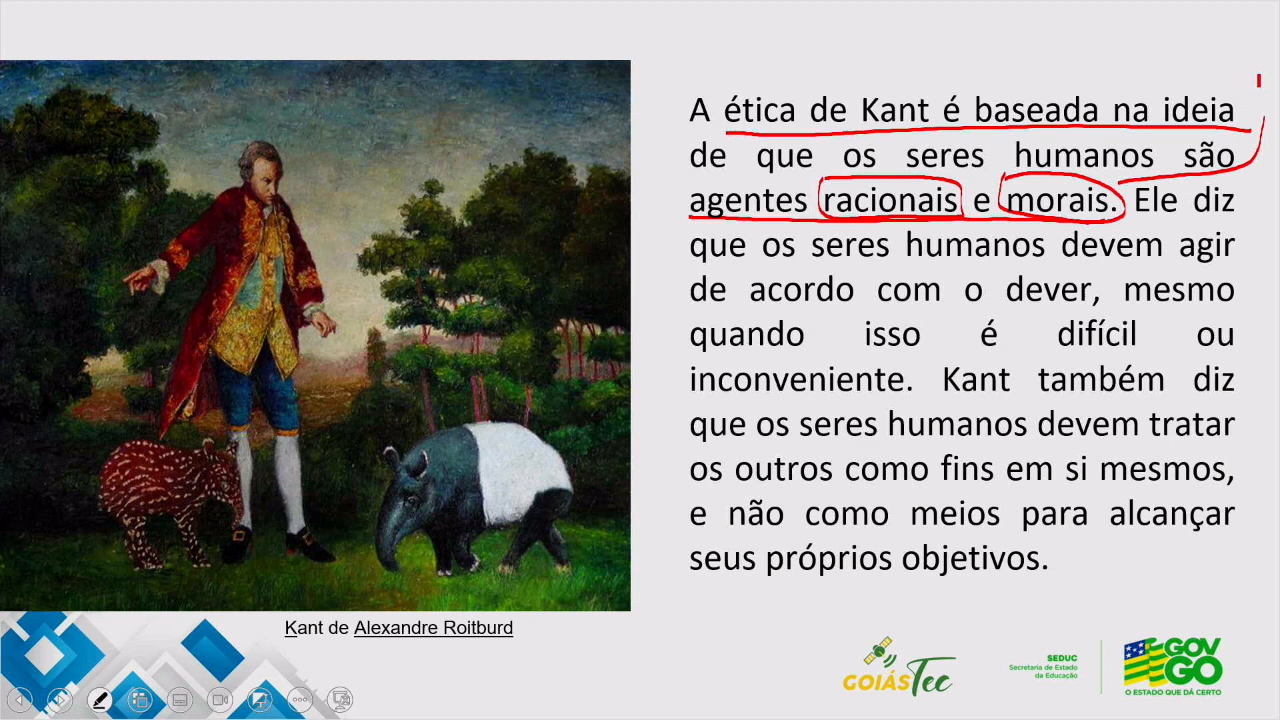 A ética de Kant é baseada na ideia
de que os seres humanos são
agentes racionais e morais. Ele diz
que os seres humanos devem agir
de acordo com o dever, mesmo
quando isso é difícil ou
inconveniente. Kant também diz
que os seres humanos devem tratar
os outros como fins em si mesmos,
e não como meios para alcançar
seus próprios objetivos.
Kant de Alexandre Roitburd
GOIÁSTec
SEDUC
Secretaria de Estado
da Educação
GOV
GO
O ESTADO QUE DÁ CERTO